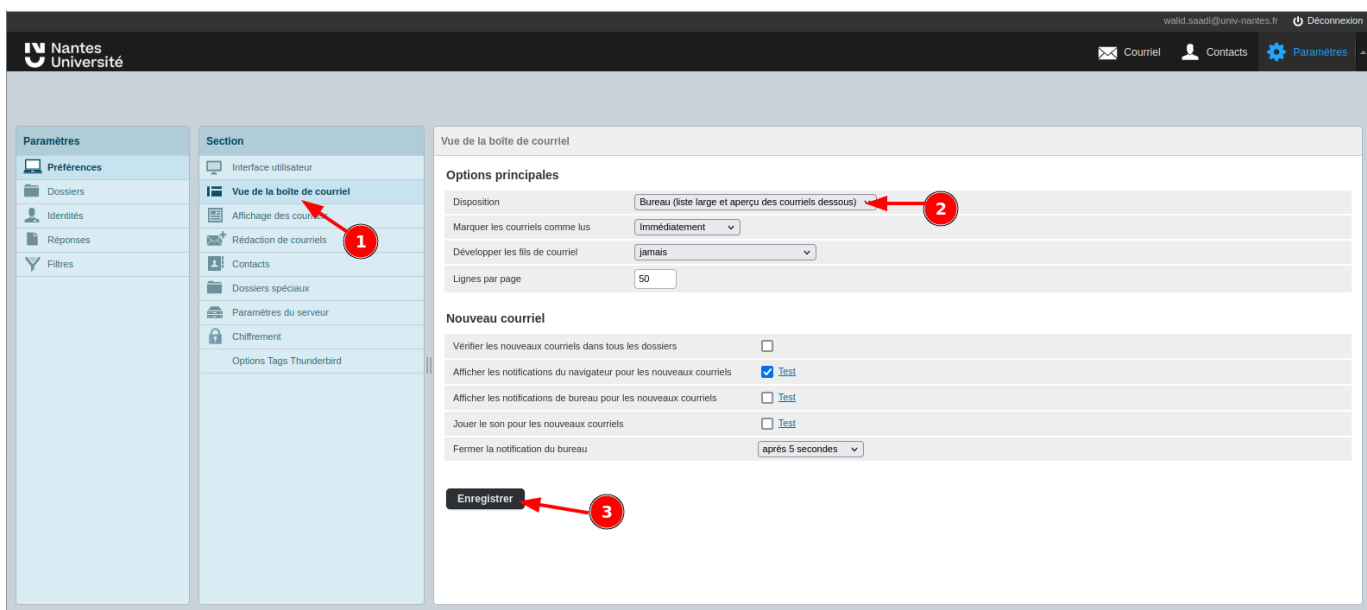 walid.saadi@univ-nantes.fr Déconnexion
Nantes
Université
Courriel Contacts Paramètres
Paramètres
Préférences
Dossiers
Identités
Réponses
Filtres
Section
Interface utilisateur
Vue de la boîte de courriel
Affichage des courriels
Rédaction de courriels
1
Contacts
Dossiers spéciaux
Paramètres du serveur
Chiffrement
Options Tags Thunderbird
Vue de la boîte de courriel
Options principales
Disposition Bureau (liste large et aperçu des courriels dessous)
2
Marquer les courriels comme lus Immédiatement
Développer les fils de courriel jamais
Lignes par page 50
Nouveau courriel
Vérifier les nouveaux courriels dans tous les dossiers
Afficher les notifications du navigateur pour les nouveaux courriels Test
Afficher les notifications de bureau pour les nouveaux courriels Test
Jouer le son pour les nouveaux courriels Test
Fermer la notification du bureau après 5 secondes
Enregistrer
3